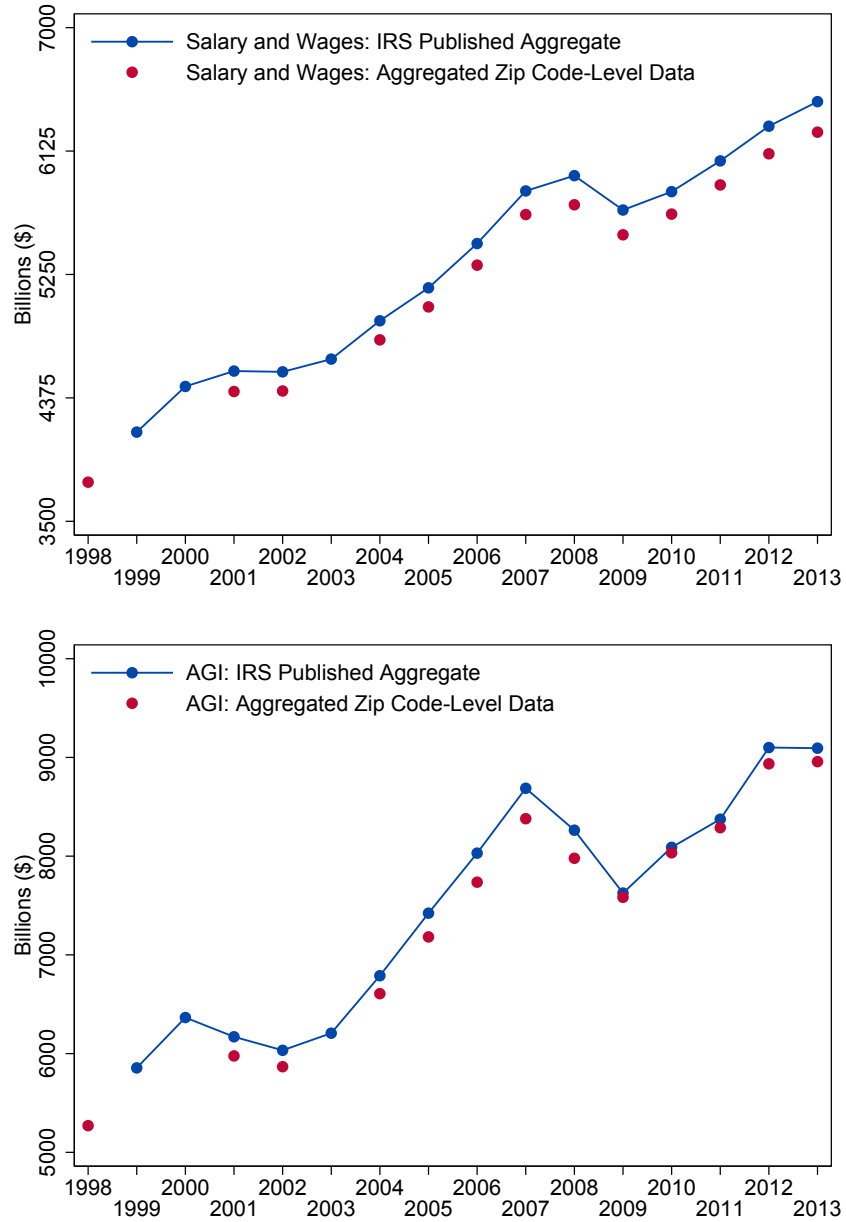 7000
Salary and Wages: IRS Published Aggregate
Salary and Wages: Aggregated Zip Code-Level Data
6125
Billions ($)
5250
4375
3500
1998 2000 2002 2004 2006 2008 2010 2012
1999 2001 2003 2005 2007 2009 2011 2013
10000
AGI: IRS Published Aggregate
AGI: Aggregated Zip Code-Level Data
9000
8000
Billions ($)
7000
6000
5000
1998 2000 2002 2004 2006 2008 2010 2012
1999 2001 2003 2005 2007 2009 2011 2013